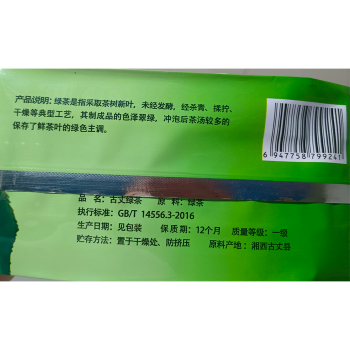 产品说明：绿茶是指采取茶树新叶，未经发酵，经杀青、揉拧、
干燥等典型工艺，其制成品的色泽翠绿，冲泡后茶汤较多的
保存了鲜茶叶的绿色主调。
6 947758 799241
品 名：古丈绿茶 原 料：绿茶
执行标准：GB/T 14556.3-2016
生产日期：见包装 保质期：12个月 质量等级：一级
贮存方法：置于干燥处、防挤压 原料产地：湘西古丈县